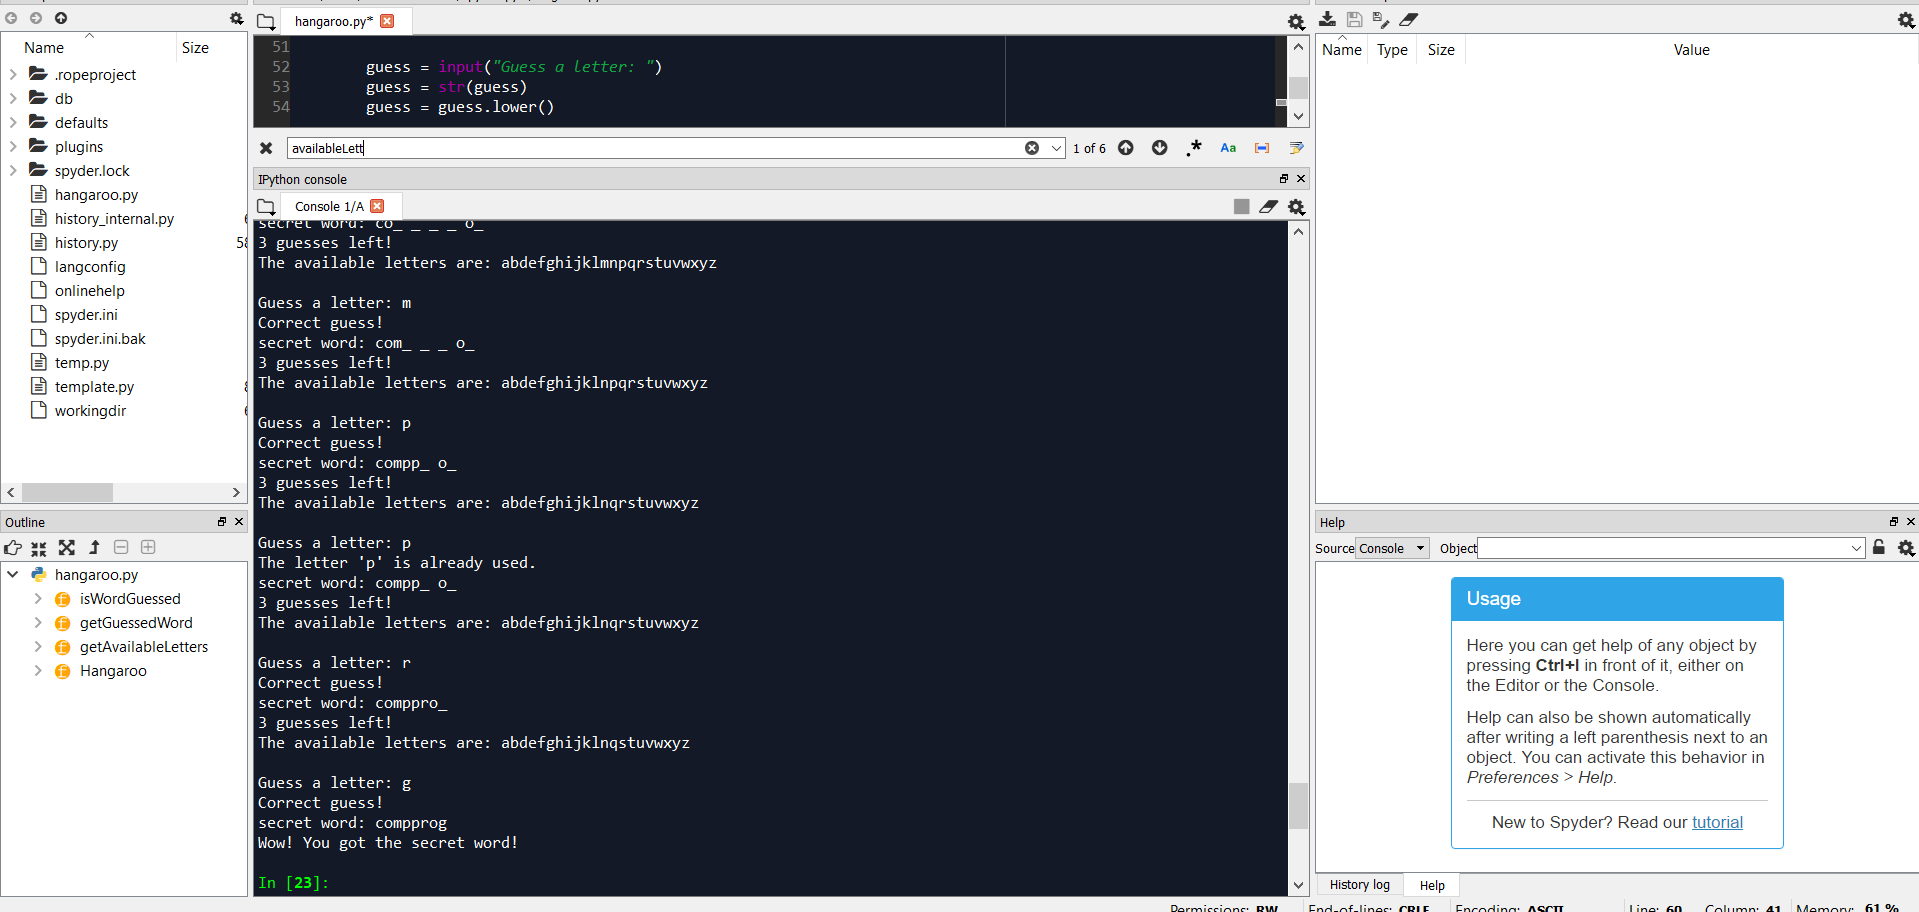 Name Size
.ropeproject
db
defaults
plugins
spyder.lock
hangaroo.py
history_internal.py
history.py 58
langconfig
onlinehelp
spyder.ini
spyder.ini.bak
temp.py
template.py
workingdir
Outline
hangaroo.py
isWordGuessed
getGuessedWord
getAvailableLetters
Hangaroo
hangaroo.py*
51
52 guess = input("Guess a letter: ")
53 guess = str(guess)
54 guess = guess.lower()
availableLett 1 of 6 .* Aa
IPython console
Console 1/A
secret word: co_ _ _ _ o_
3 guesses left!
The available letters are: abdefghijklmnpqrstuvwxyz
Guess a letter: m
Correct guess!
secret word: com_ _ _ o_
3 guesses left!
The available letters are: abdefghijklnpqrstuvwxyz
Guess a letter: p
Correct guess!
secret word: compp_ o_
3 guesses left!
The available letters are: abdefghijklnqrstuvwxyz
Guess a letter: p
The letter 'p' is already used.
secret word: compp_ o_
3 guesses left!
The available letters are: abdefghijklnqrstuvwxyz
Guess a letter: r
Correct guess!
secret word: comppro_
3 guesses left!
The available letters are: abdefghijklnqstuvwxyz
Guess a letter: g
Correct guess!
secret word: compprog
Wow! You got the secret word!
In [23]:
Name Type Size Value
Help
Source Console Object
Usage
Here you can get help of any object by
pressing Ctrl+I in front of it, either on
the Editor or the Console.
Help can also be shown automatically
after writing a left parenthesis next to an
object. You can activate this behavior in
Preferences > Help.
New to Spyder? Read our tutorial
History log Help
Permissions: RW End-of-lines: CRLF Encoding: ASCII Line: 60 Column: 41 Memory: 61 %